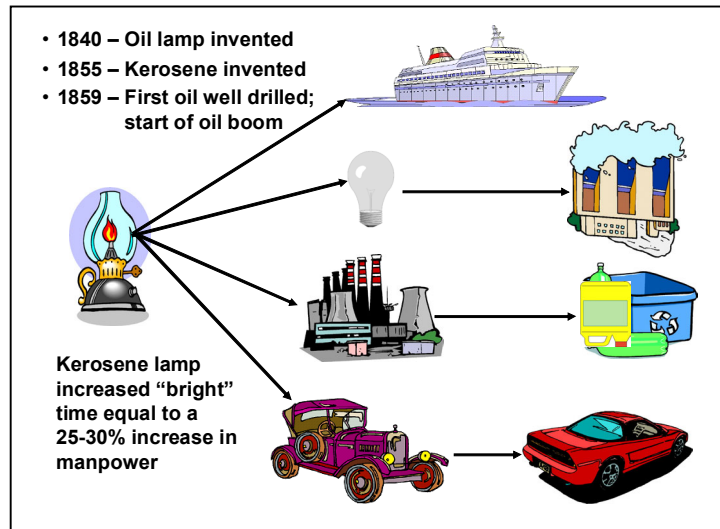 • 1840 – Oil lamp invented
• 1855 – Kerosene invented
• 1859 – First oil well drilled;
start of oil boom
Kerosene lamp
increased “bright”
time equal to a
25-30% increase in
manpower